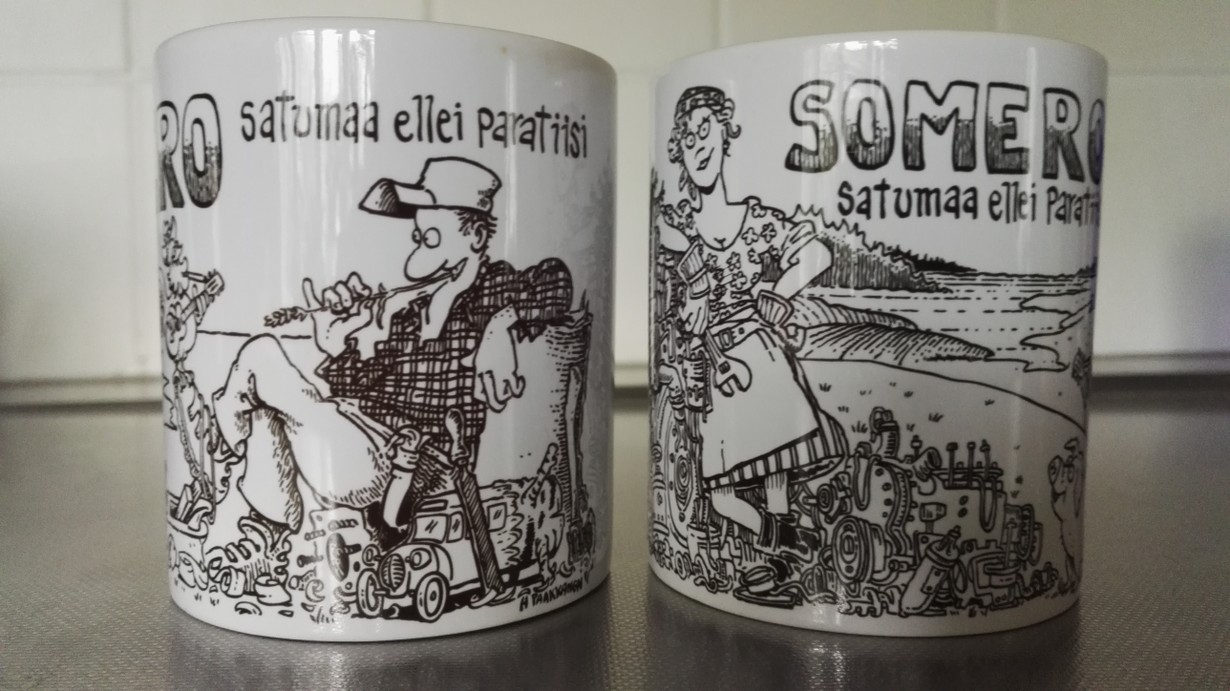 RO satumaa ellei paratiisi
SOMERO
satumaa ellei parati